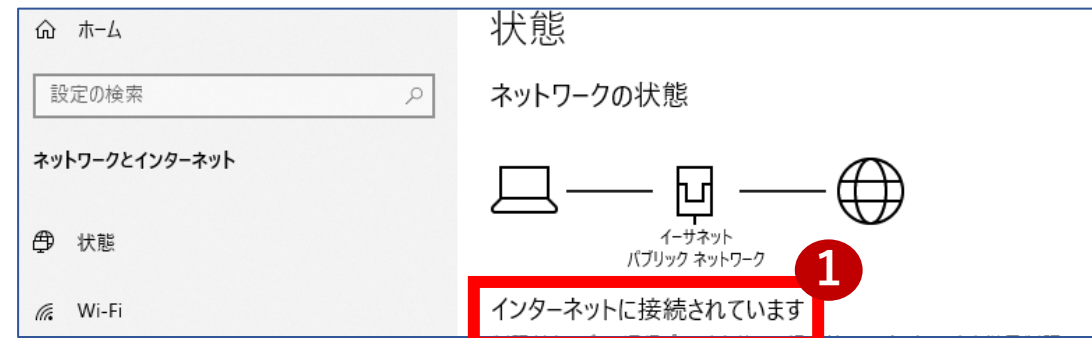 ホーム
設定の検索
ネットワークとインターネット
状態
Wi-Fi
状態
ネットワークの状態
イーサネット
パブリック ネットワーク
1
インターネットに接続されています